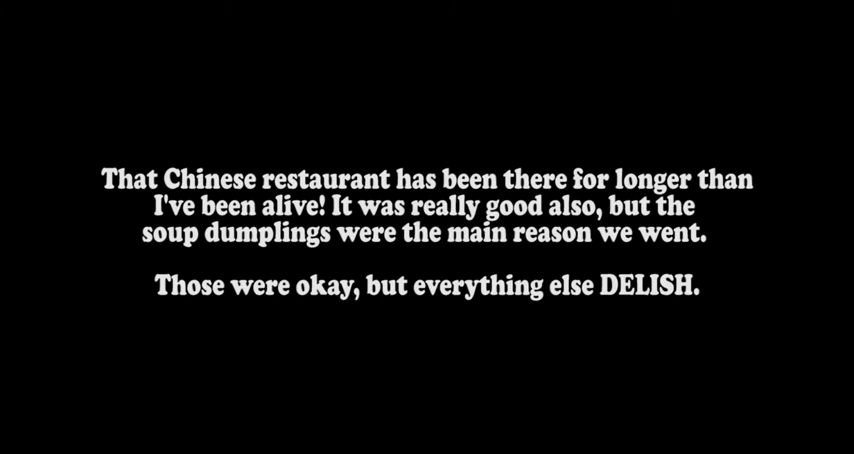 That Chinese restaurant has been there for longer than
I've been alive! It was really good also, but the
soup dumplings were the main reason we went.
Those were okay, but everything else DELISH.